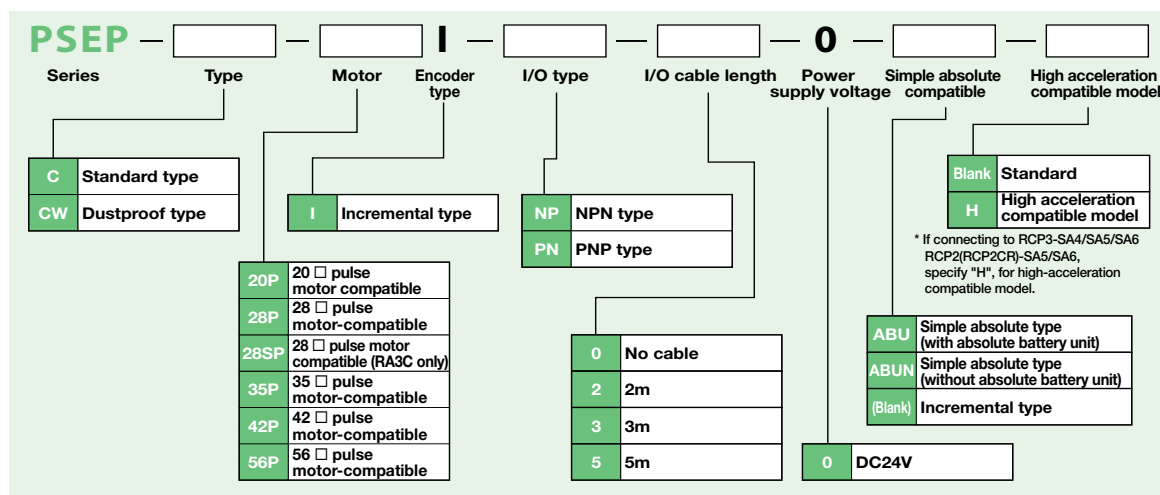 PSEP — — I — — — 0 — —
Series Type Motor Encoder type I/O type I/O cable length Power supply voltage Simple absolute compatible High acceleration compatible model
C Standard type
CW Dustproof type
20P 20 □ pulse
motor compatible
28P 28 □ pulse
motor-compatible
28SP 28 □ pulse motor
compatible (RA3C only)
35P 35 □ pulse
motor-compatible
42P 42 □ pulse
motor-compatible
56P 56 □ pulse
motor-compatible
I Incremental type
NP NPN type
PN PNP type
0 No cable
2 2m
3 3m
5 5m
0 DC24V
ABU Simple absolute type
(with absolute battery unit)
ABUN Simple absolute type
(without absolute battery unit)
(Blank) Incremental type
Blank Standard
H High acceleration
compatible model
* If connecting to RCP3-SA4/SA5/SA6
RCP2(RCP2CR)-SA5/SA6,
specify "H", for high-acceleration
compatible model.